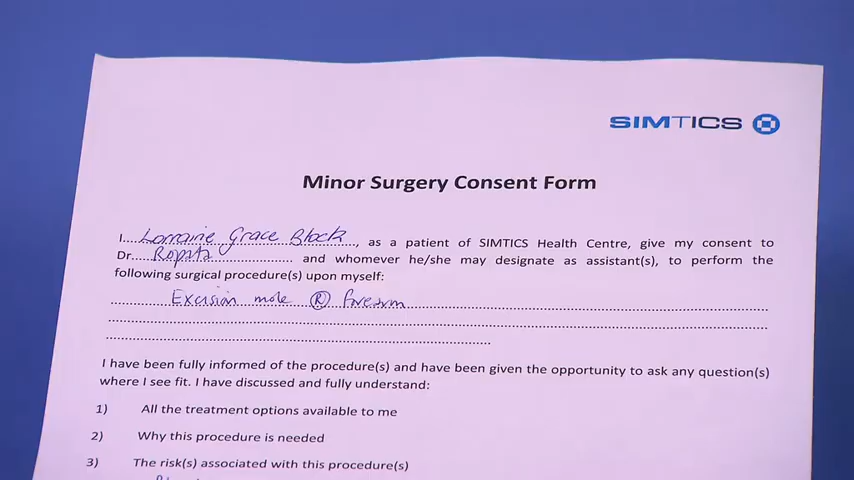 SIMTICS
Minor Surgery Consent Form
I....Lorraine Grace Block...., as a patient of SIMTICS Health Centre, give my consent to
Dr.................... and whomever he/she may designate as assistant(s), to perform the
following surgical procedure(s) upon myself:
Excision mole Ⓡ forearm
I have been fully informed of the procedure(s) and have been given the opportunity to ask any question(s)
where I see fit. I have discussed and fully understand:
1) All the treatment options available to me
2) Why this procedure is needed
3) The risk(s) associated with this procedure(s)